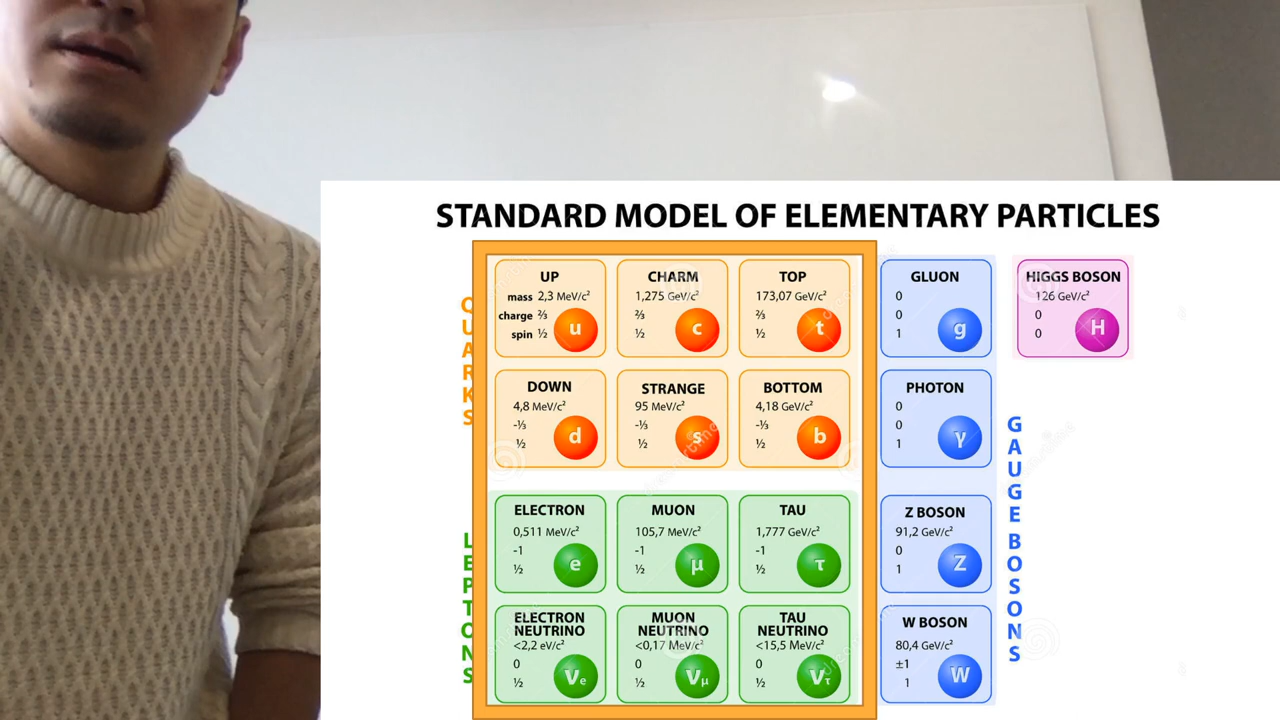 STANDARD MODEL OF ELEMENTARY PARTICLES
QUARKS
UP
mass 2,3 MeV/c²
charge ⅔
spin ½
u
CHARM
1,275 GeV/c²
⅔
½
c
TOP
173,07 GeV/c²
⅔
½
t
GLUON
0
0
1
g
HIGGS BOSON
126 GeV/c²
0
0
H
DOWN
4,8 MeV/c²
-⅓
½
d
STRANGE
95 MeV/c²
-⅓
½
s
BOTTOM
4,18 GeV/c²
-⅓
½
b
PHOTON
0
0
1
γ
GAUGE BOSONS
LEPTONS
ELECTRON
0,511 MeV/c²
-1
½
e
MUON
105,7 MeV/c²
-1
½
μ
TAU
1,777 GeV/c²
-1
½
τ
Z BOSON
91,2 GeV/c²
0
1
Z
ELECTRON
NEUTRINO
<2,2 eV/c²
0
½
Ve
MUON
NEUTRINO
<0,17 MeV/c²
0
½
Vμ
TAU
NEUTRINO
<15,5 MeV/c²
0
½
Vτ
W BOSON
80,4 GeV/c²
±1
1
W